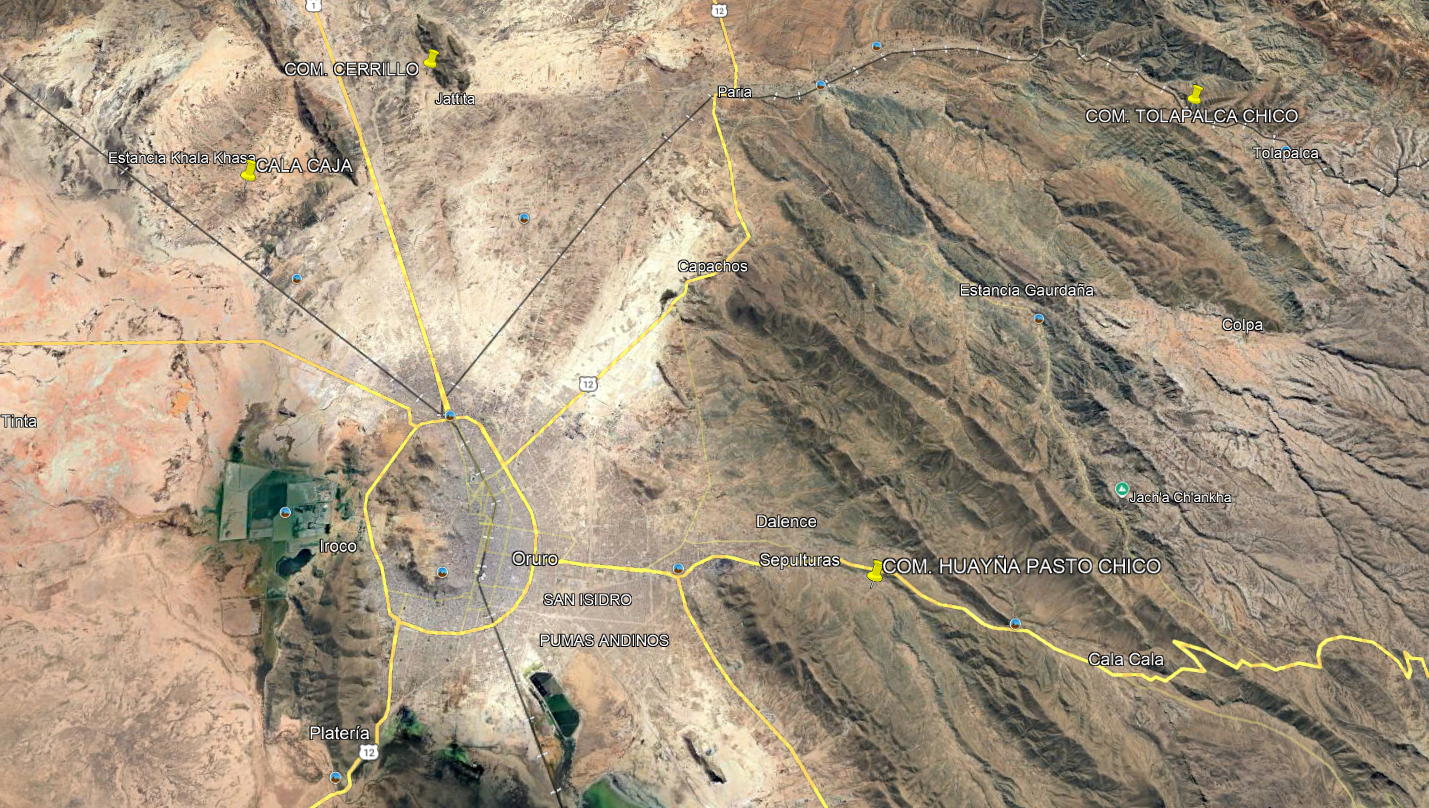 1
12
COM. CERRILLO
Jattita
Paria
COM. TOLAPALCA CHICO
Tolapalca
Estancia Khala Khasa
CALA CAJA
Capachos
Estancia Gaurdaña
Colpa
12
Tinta
Jach'a Ch'ankha
Dalence
Iroco
Oruro
Sepulturas
COM. HUAYÑA PASTO CHICO
SAN ISIDRO
PUMAS ANDINOS
Cala Cala
Platería
12